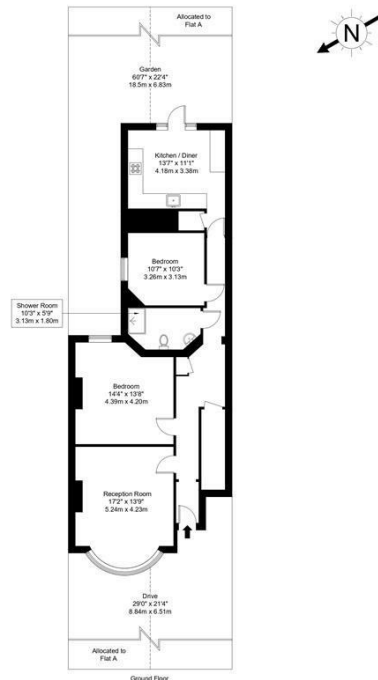 Allocated to
Flat A
N
Garden
60'7" x 22'4"
18.5m x 6.83m
Kitchen / Diner
13'7" x 11'1"
4.18m x 3.38m
Bedroom
10'7" x 10'3"
3.26m x 3.13m
Shower Room
10'3" x 5'9"
3.13m x 1.80m
Bedroom
14'4" x 13'8"
4.39m x 4.20m
Reception Room
17'2" x 13'9"
5.24m x 4.23m
Drive
29'0" x 21'4"
8.84m x 6.51m
Allocated to
Flat A
Ground Floor